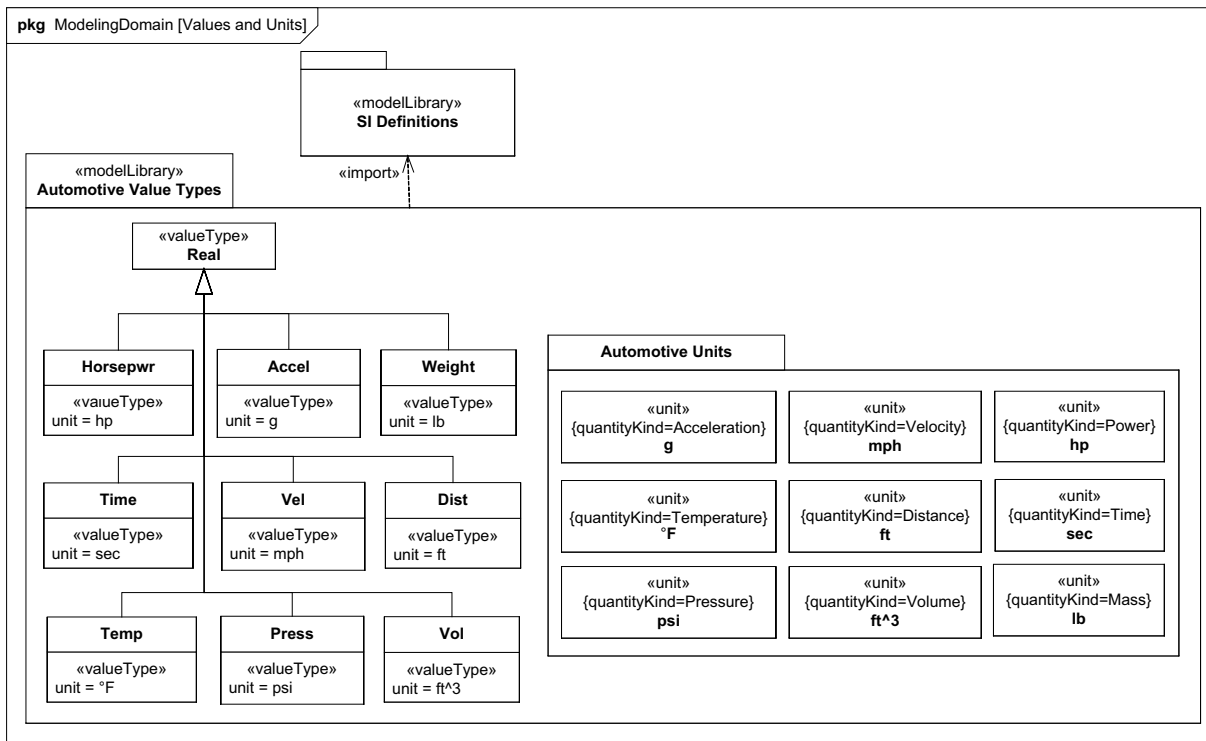 pkg ModelingDomain [Values and Units]
«modelLibrary»
SI Definitions
«import»
«modelLibrary»
Automotive Value Types
«valueType»
Real
Horsepwr
«valueType»
unit = hp
Accel
«valueType»
unit = g
Weight
«valueType»
unit = lb
Time
«valueType»
unit = sec
Vel
«valueType»
unit = mph
Dist
«valueType»
unit = ft
Temp
«valueType»
unit = °F
Press
«valueType»
unit = psi
Vol
«valueType»
unit = ft^3
Automotive Units
«unit»
{quantityKind=Acceleration}
g
«unit»
{quantityKind=Velocity}
mph
«unit»
{quantityKind=Power}
hp
«unit»
{quantityKind=Temperature}
°F
«unit»
{quantityKind=Distance}
ft
«unit»
{quantityKind=Time}
sec
«unit»
{quantityKind=Pressure}
psi
«unit»
{quantityKind=Volume}
ft^3
«unit»
{quantityKind=Mass}
lb